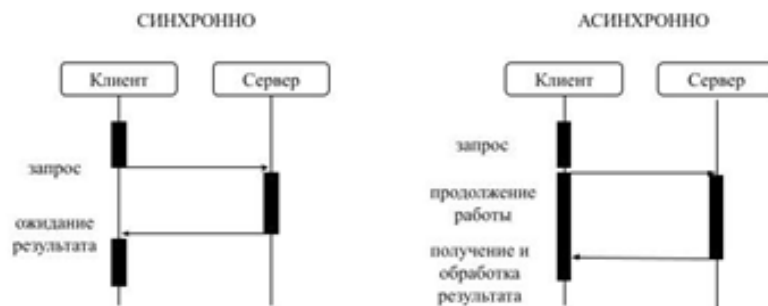 СИНХРОННО
Клиент
Сервер
запрос
ожидание
результата
АСИНХРОННО
Клиент
Сервер
запрос
продолжение
работы
получение и
обработка
результата